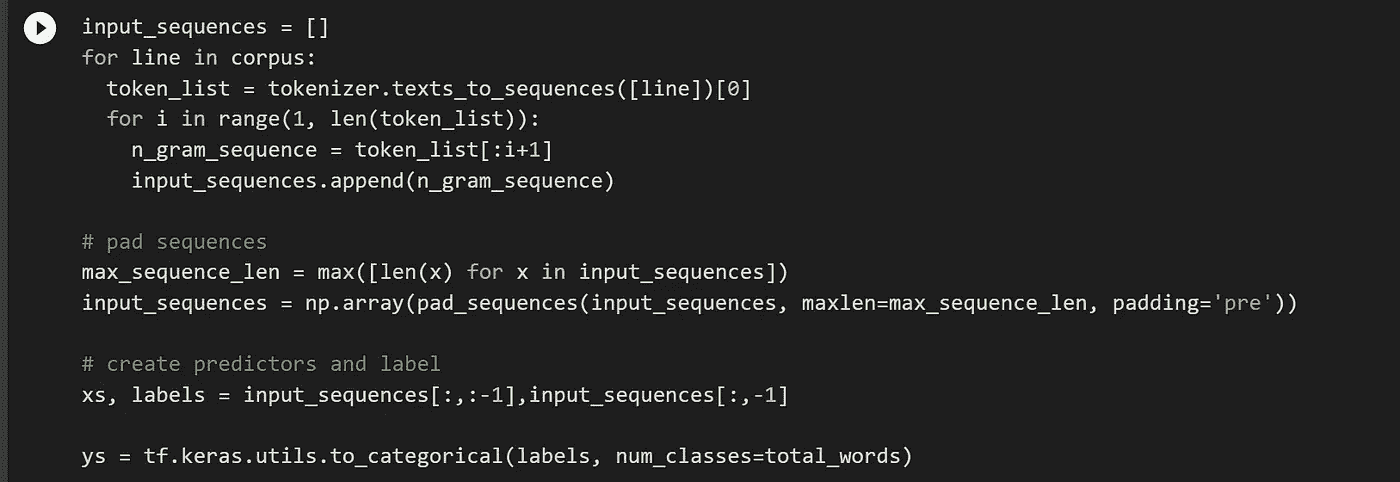 input_sequences = []
for line in corpus:
  token_list = tokenizer.texts_to_sequences([line])[0]
  for i in range(1, len(token_list)):
    n_gram_sequence = token_list[:i+1]
    input_sequences.append(n_gram_sequence)

# pad sequences
max_sequence_len = max([len(x) for x in input_sequences])
input_sequences = np.array(pad_sequences(input_sequences, maxlen=max_sequence_len, padding='pre'))

# create predictors and label
xs, labels = input_sequences[:,:-1],input_sequences[:,-1]

ys = tf.keras.utils.to_categorical(labels, num_classes=total_words)